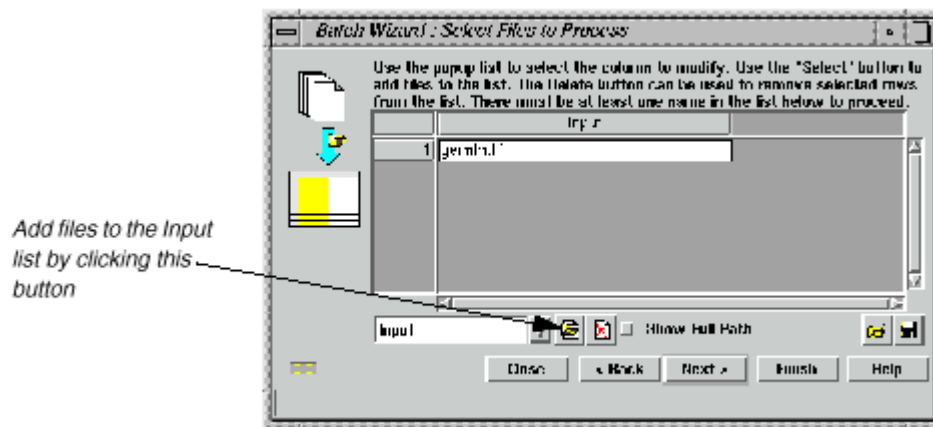 Batch Wizard : Select Files to Process
Use the popup list to select the column to modify. Use the "Select" button to
add files to the list. The Delete button can be used to remove selected rows
from the list. There must be at least one name in the list below to proceed.
Input
1
Add files to the Input
list by clicking this
button
Input
Show Full Path
Close
< Back
Next >
Finish
Help